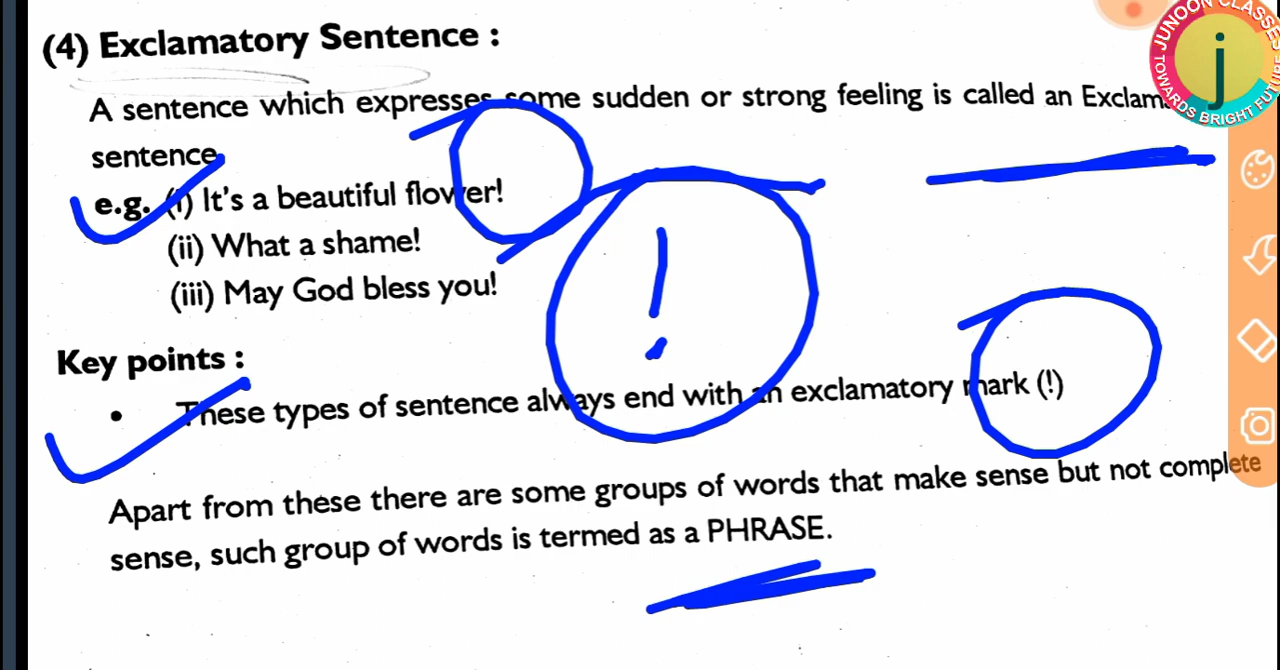 (4) Exclamatory Sentence :
A sentence which expresses some sudden or strong feeling is called an
sentence.
e.g. (i) It's a beautiful flower!
(ii) What a shame!
(iii) May God bless you!
!
Key points :
• These types of sentence always end with an exclamatory mark (!)
Apart from these there are some groups of words that make sense but not complete
sense, such group of words is termed as a PHRASE.
JUNOON CLASSES
j
TOWARDS BRIGHT